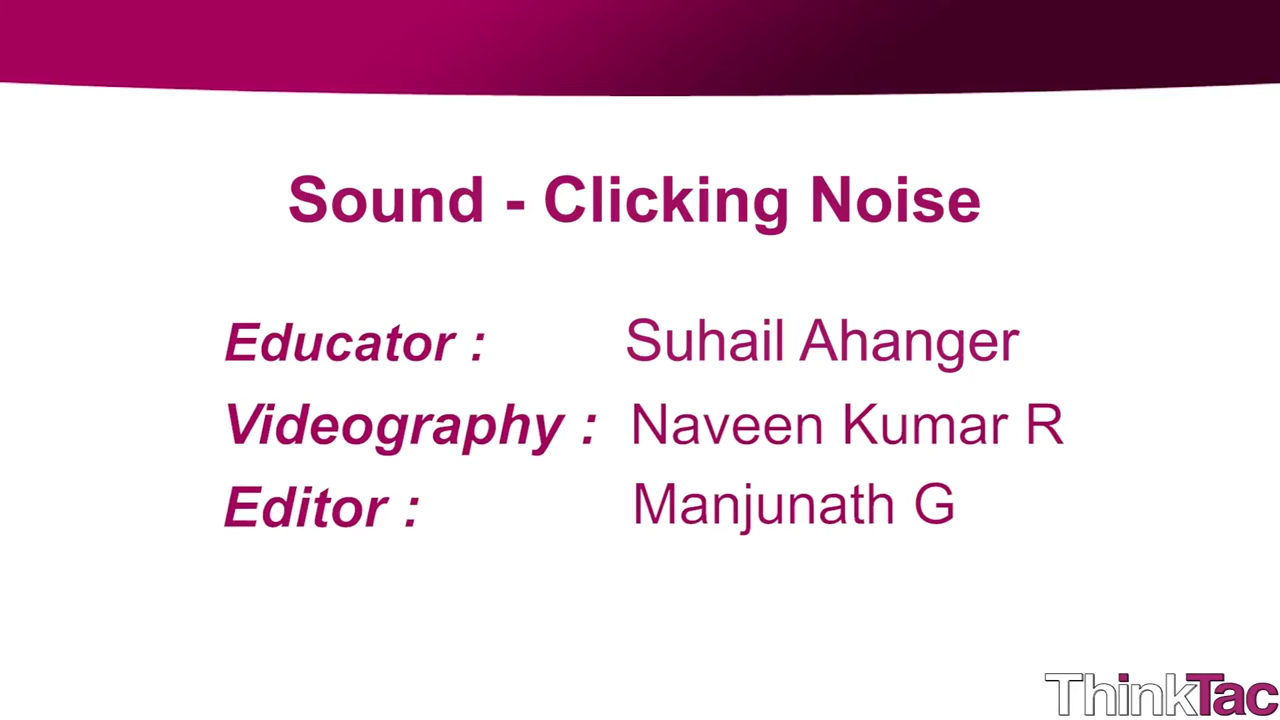 Sound - Clicking Noise
Educator : Suhail Ahanger
Videography : Naveen Kumar R
Editor : Manjunath G
ThinkTac